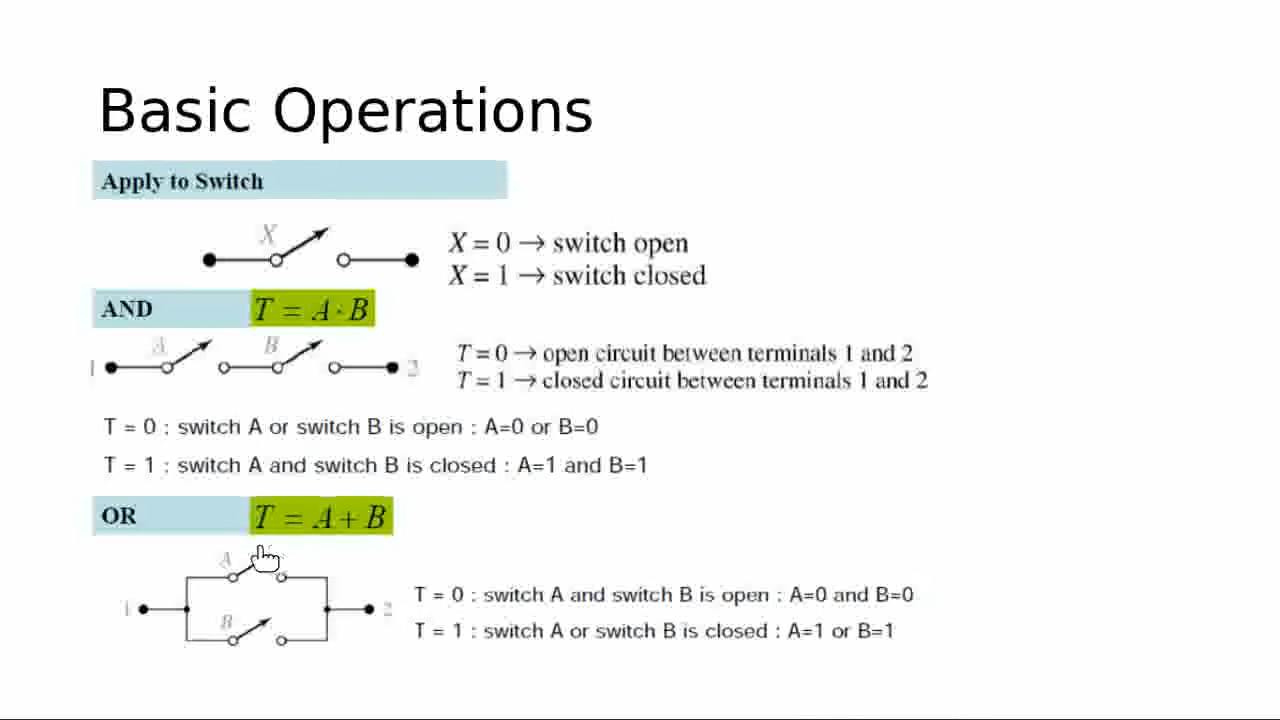 Basic Operations
Apply to Switch
X
X = 0 → switch open
X = 1 → switch closed
AND T = A · B
1 A B 2
T = 0 → open circuit between terminals 1 and 2
T = 1 → closed circuit between terminals 1 and 2
T = 0 : switch A or switch B is open : A=0 or B=0
T = 1 : switch A and switch B is closed : A=1 and B=1
OR T = A + B
A
1 2
B
T = 0 : switch A and switch B is open : A=0 and B=0
T = 1 : switch A or switch B is closed : A=1 or B=1